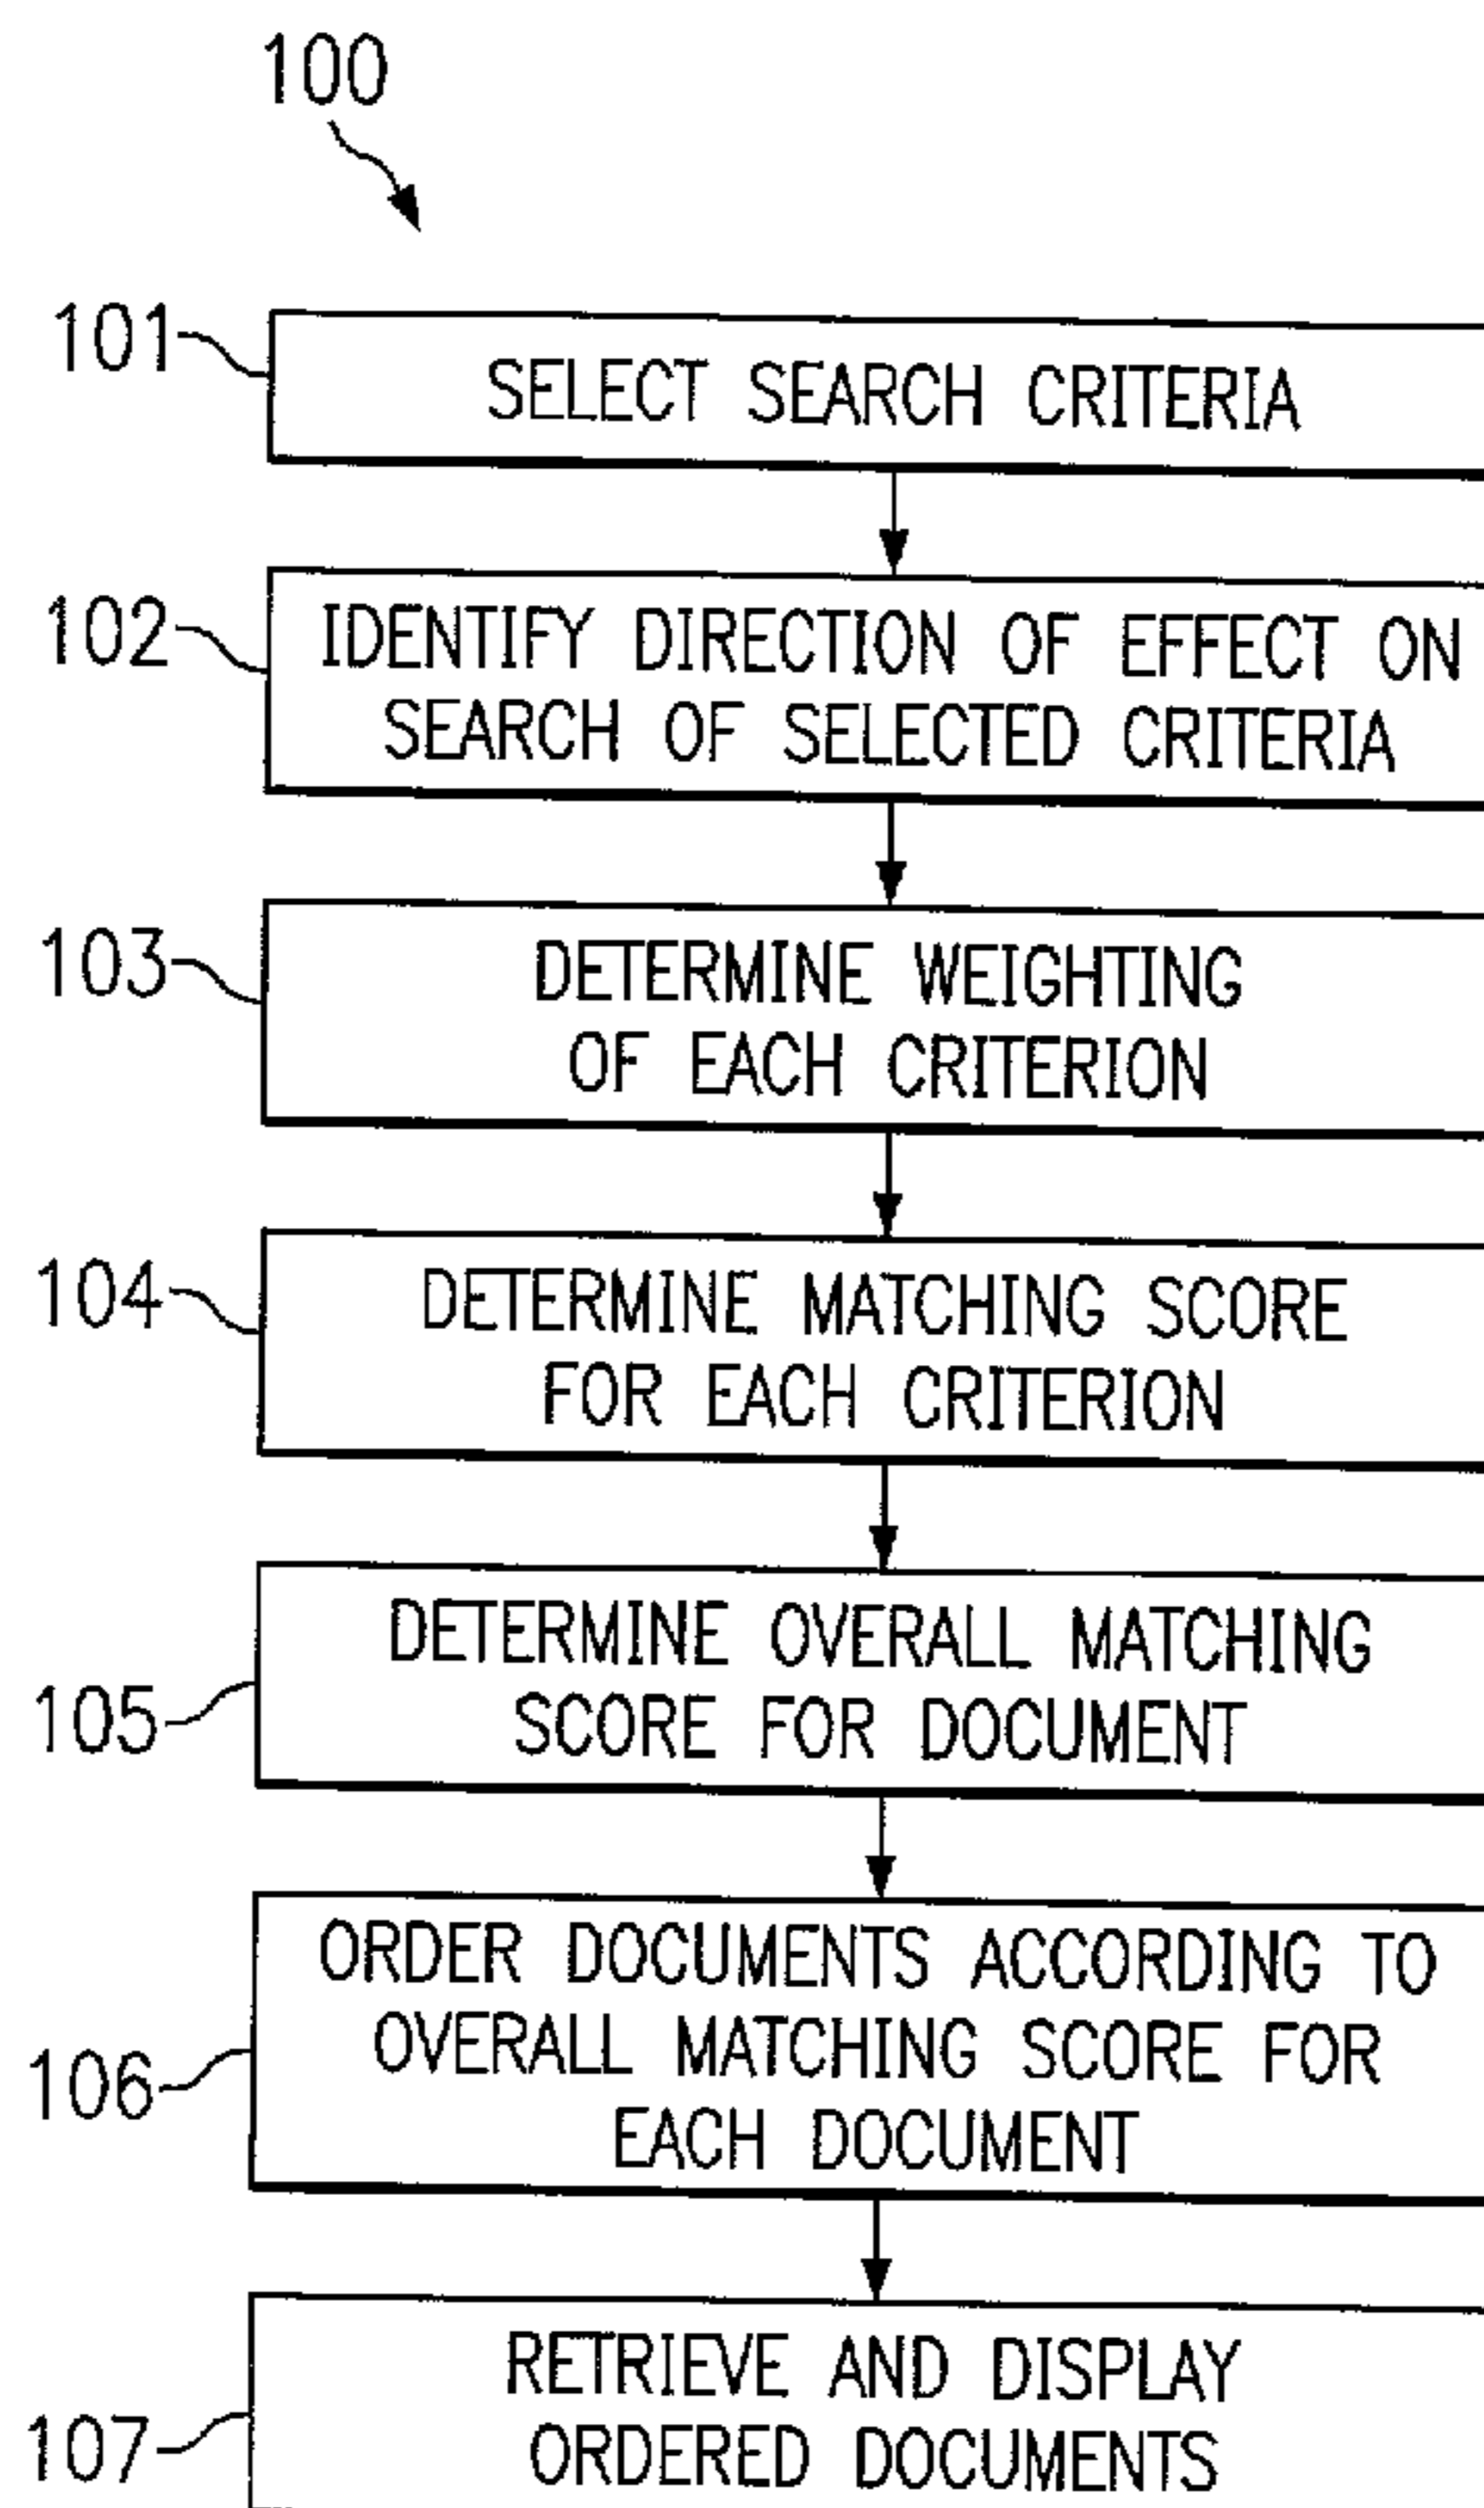 100
101
SELECT SEARCH CRITERIA
102
IDENTIFY DIRECTION OF EFFECT ON
SEARCH OF SELECTED CRITERIA
103
DETERMINE WEIGHTING
OF EACH CRITERION
104
DETERMINE MATCHING SCORE
FOR EACH CRITERION
105
DETERMINE OVERALL MATCHING
SCORE FOR DOCUMENT
106
ORDER DOCUMENTS ACCORDING TO
OVERALL MATCHING SCORE FOR
EACH DOCUMENT
107
RETRIEVE AND DISPLAY
ORDERED DOCUMENTS